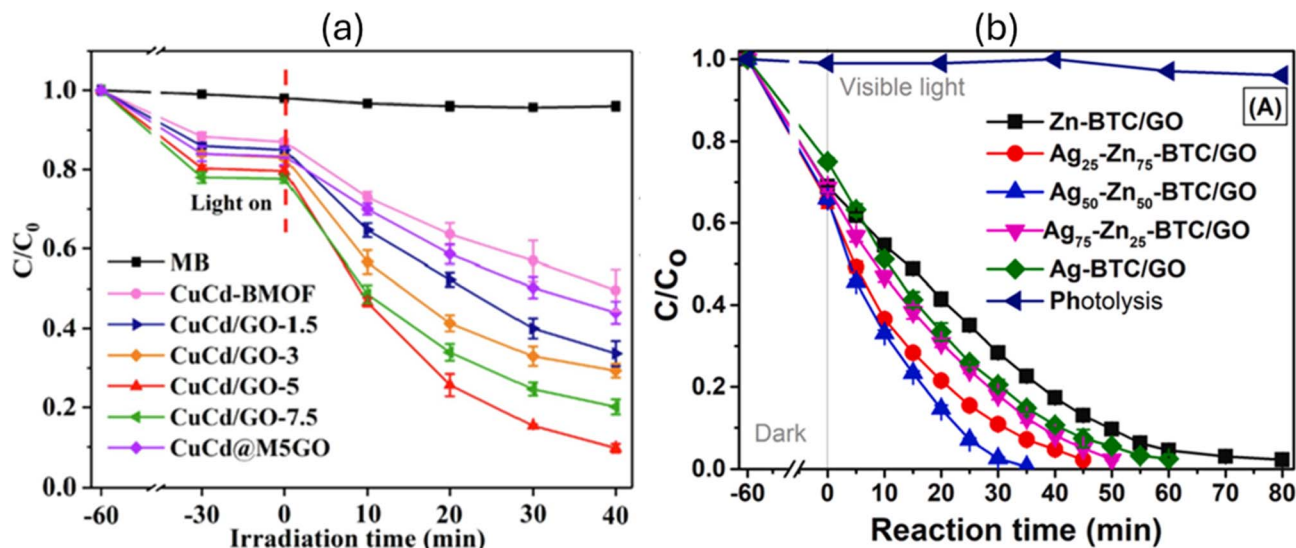 (a)
C/C₀
1.0
0.8
0.6
0.4
0.2
0.0
Light on
MB
CuCd-BMOF
CuCd/GO-1.5
CuCd/GO-3
CuCd/GO-5
CuCd/GO-7.5
CuCd@M5GO
-60 -30 0 10 20 30 40
Irradiation time (min)
(b)
C/Co
1.0
0.8
0.6
0.4
0.2
0.0
Visible light
(A)
Zn-BTC/GO
Ag₂₅-Zn₇₅-BTC/GO
Ag₅₀-Zn₅₀-BTC/GO
Ag₇₅-Zn₂₅-BTC/GO
Ag-BTC/GO
Photolysis
Dark
-60 0 10 20 30 40 50 60 70 80
Reaction time (min)